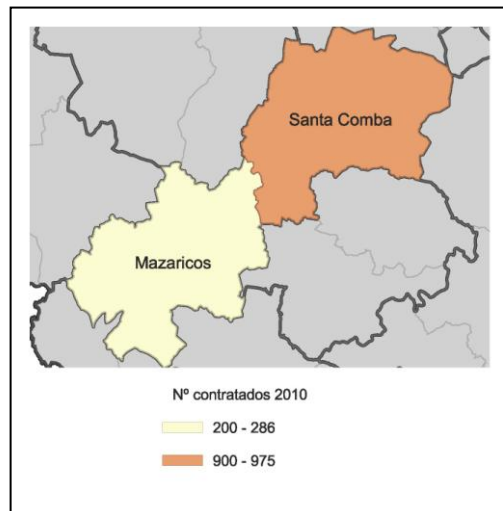 Santa Comba
Mazaricos
Nº contratados 2010
200 - 286
900 - 975